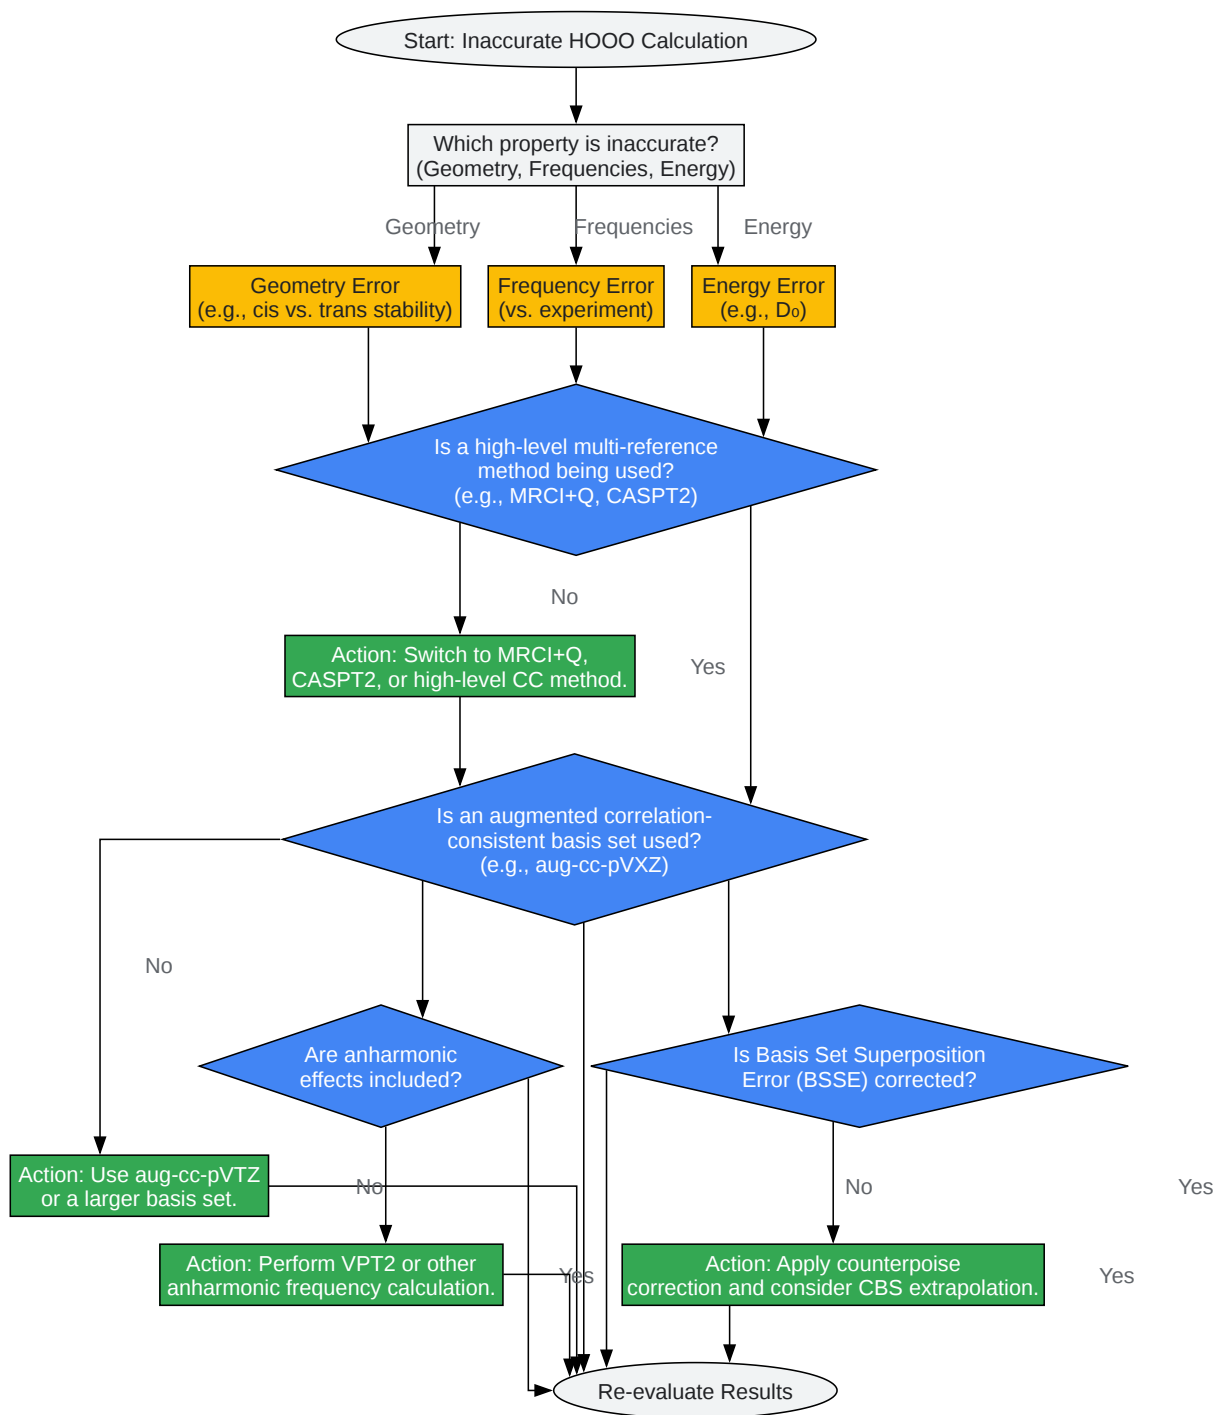 Start: Inaccurate HOOO Calculation
Which property is inaccurate?
(Geometry, Frequencies, Energy)
Geometry
Frequencies
Energy
Geometry Error
(e.g., cis vs. trans stability)
Frequency Error
(vs. experiment)
Energy Error
(e.g., D₀)
Is a high-level multi-reference
method being used?
(e.g., MRCI+Q, CASPT2)
No
Action: Switch to MRCI+Q,
CASPT2, or high-level CC method.
Yes
Is an augmented correlation-
consistent basis set used?
(e.g., aug-cc-pVXZ)
No
Are anharmonic
effects included?
Is Basis Set Superposition
Error (BSSE) corrected?
Action: Use aug-cc-pVTZ
or a larger basis set.
No
No
Yes
Action: Perform VPT2 or other
anharmonic frequency calculation.
Yes
Action: Apply counterpoise
correction and consider CBS extrapolation.
Yes
Re-evaluate Results